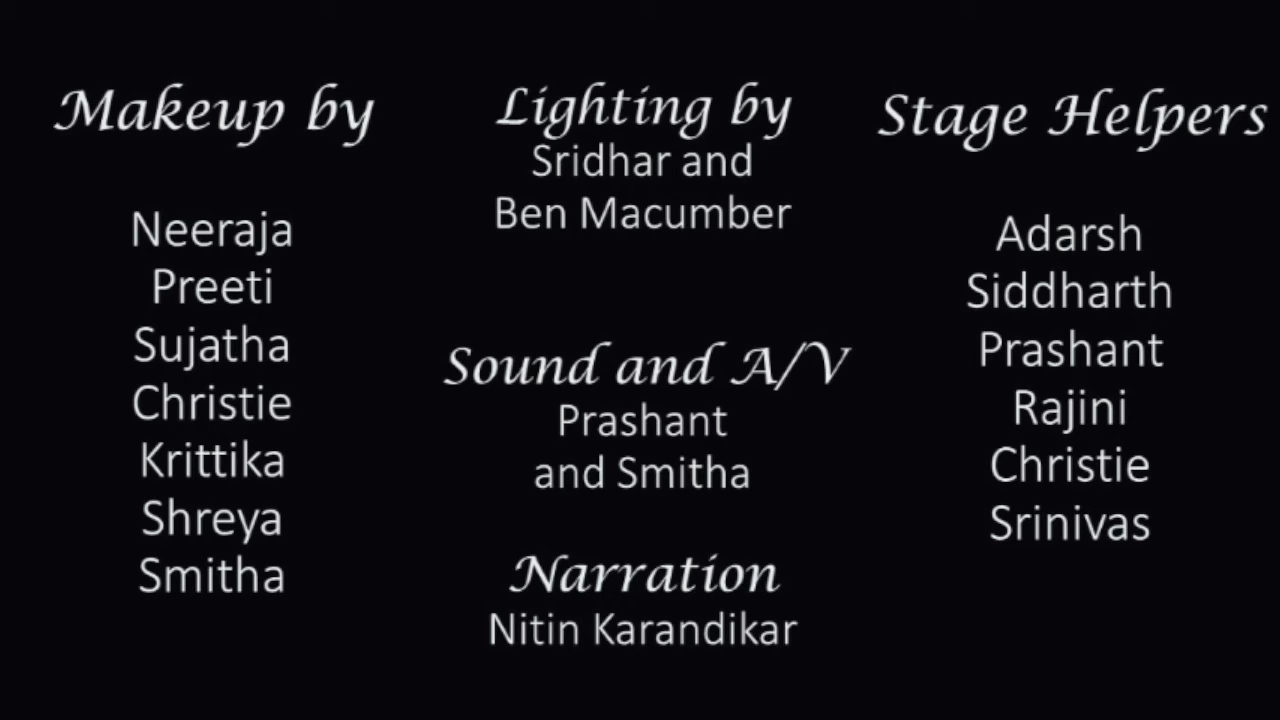 Makeup by
Neeraja
Preeti
Sujatha
Christie
Krittika
Shreya
Smitha
Lighting by
Sridhar and
Ben Macumber
Sound and A/V
Prashant
and Smitha
Narration
Nitin Karandikar
Stage Helpers
Adarsh
Siddharth
Prashant
Rajini
Christie
Srinivas